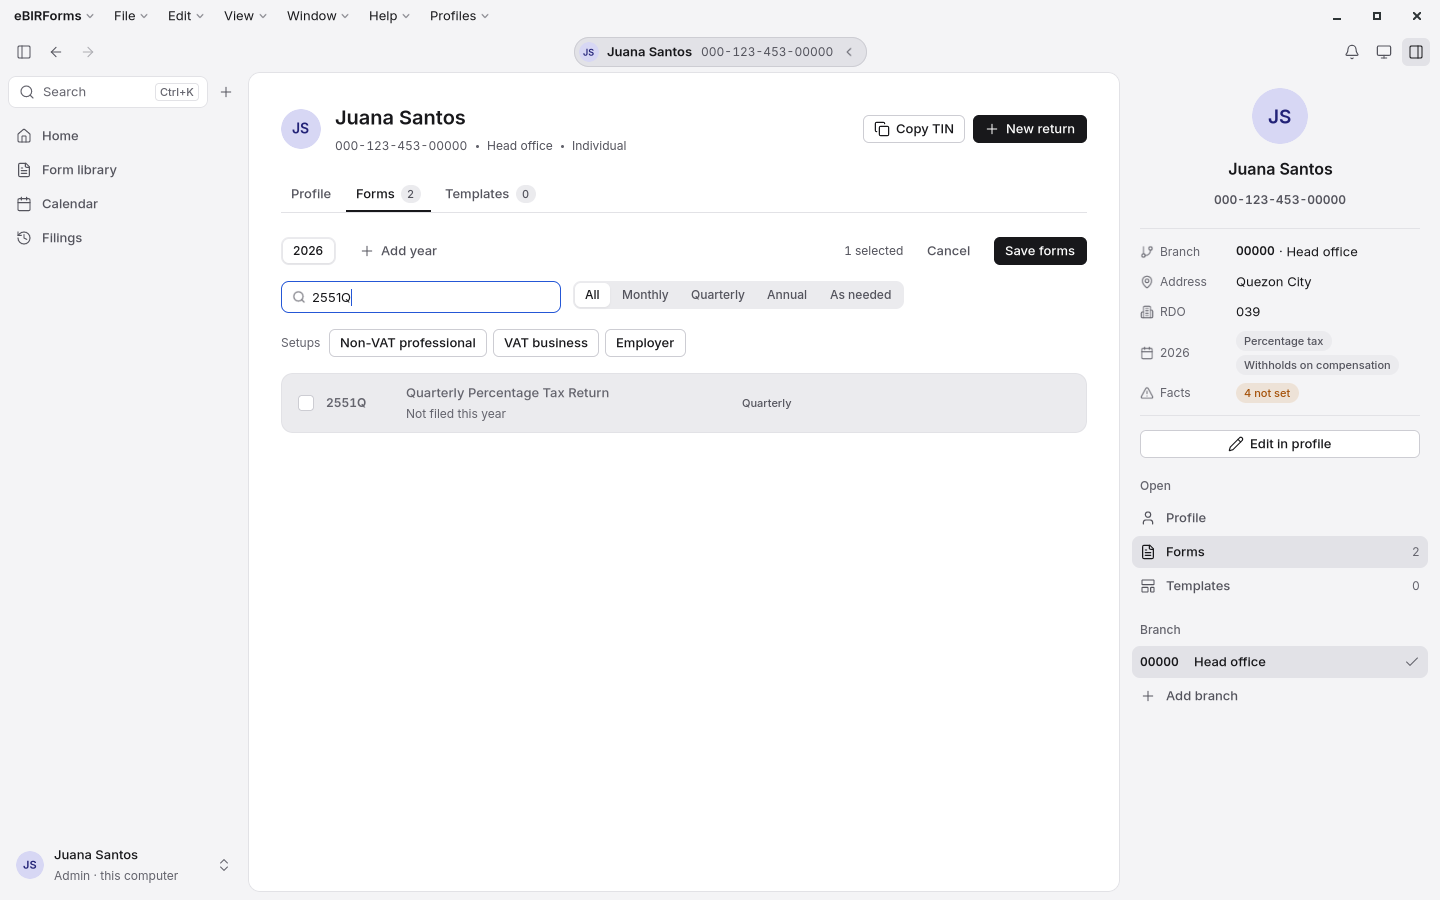 eBIRForms File Edit View Window Help Profiles
JS Juana Santos 000-123-453-00000
Search Ctrl+K
Home
Form library
Calendar
Filings
JS
Juana Santos
Admin · this computer
JS
Juana Santos
000-123-453-00000 • Head office • Individual
Copy TIN
New return
Profile Forms 2 Templates 0
2026 Add year 1 selected Cancel Save forms
2551Q All Monthly Quarterly Annual As needed
Setups Non-VAT professional VAT business Employer
2551Q Quarterly Percentage Tax Return Quarterly
Not filed this year
JS
Juana Santos
000-123-453-00000
Branch 00000 · Head office
Address Quezon City
RDO 039
2026 Percentage tax
Withholds on compensation
Facts 4 not set
Edit in profile
Open
Profile
Forms 2
Templates 0
Branch
00000 Head office
Add branch